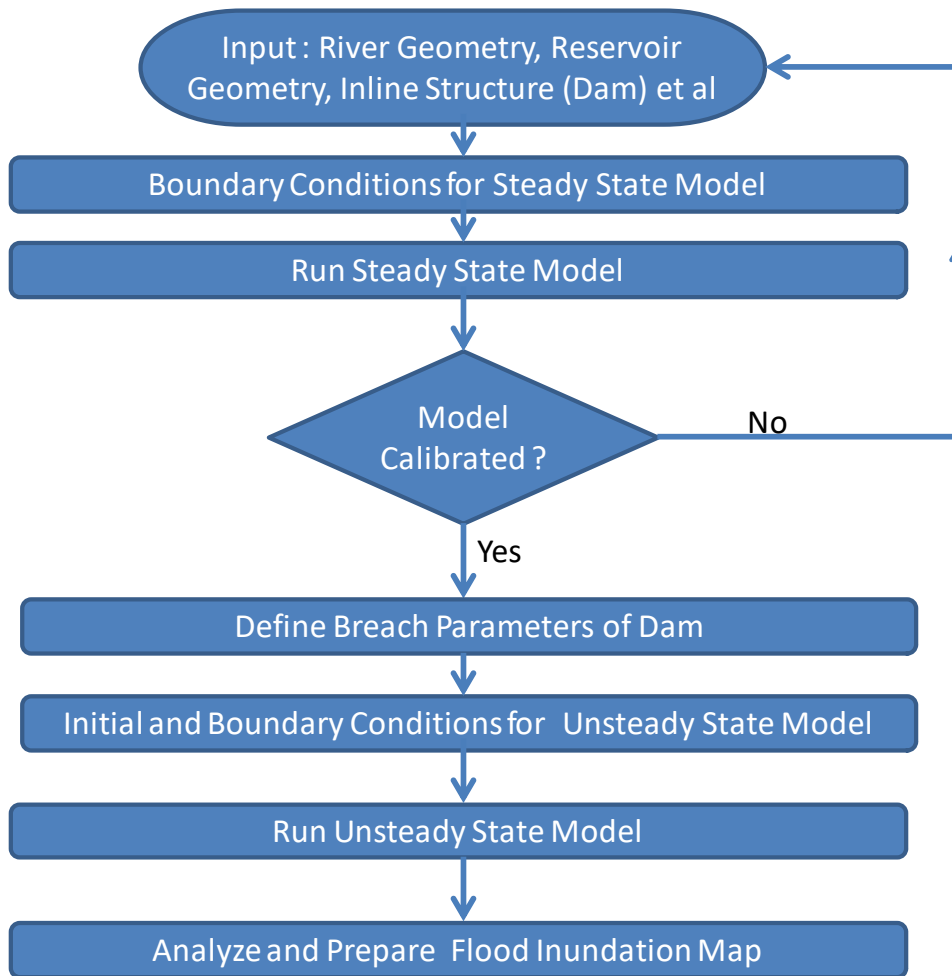 Input : River Geometry, Reservoir
Geometry, Inline Structure (Dam) et al
Boundary Conditions for Steady State Model
Run Steady State Model
Model
Calibrated ?
No
Yes
Define Breach Parameters of Dam
Initial and Boundary Conditions for Unsteady State Model
Run Unsteady State Model
Analyze and Prepare Flood Inundation Map